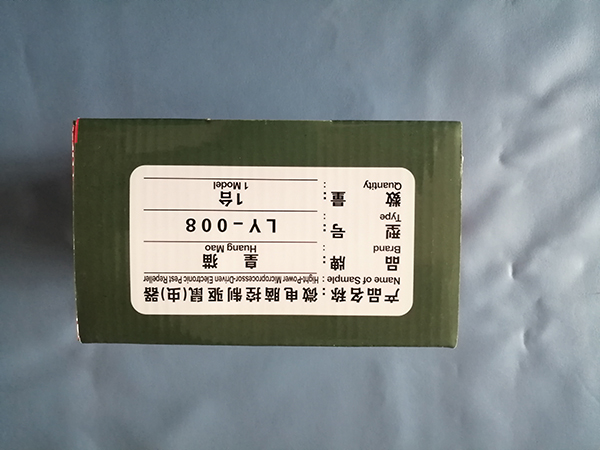 产品名称：微电脑控制驱鼠(虫)器
Name of Sample : Hight-Power Microprocessor-Driven Electronic Pest Repeller
品牌：皇猫
Brand : Huang Mao
型号：LY-008
Type :
数量：1台
Quantity : 1 Model